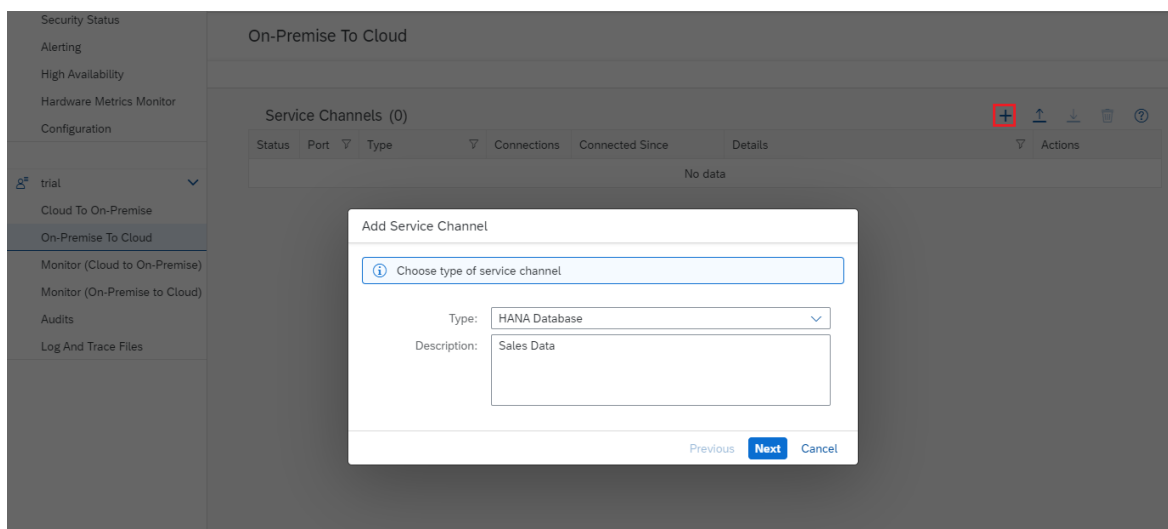 Security Status
Alerting
High Availability
Hardware Metrics Monitor
Configuration
trial
Cloud To On-Premise
On-Premise To Cloud
Monitor (Cloud to On-Premise)
Monitor (On-Premise to Cloud)
Audits
Log And Trace Files
On-Premise To Cloud
Service Channels (0)
Status Port Type Connections Connected Since Details Actions
No data
Add Service Channel
Choose type of service channel
Type: HANA Database
Description: Sales Data
Previous Next Cancel